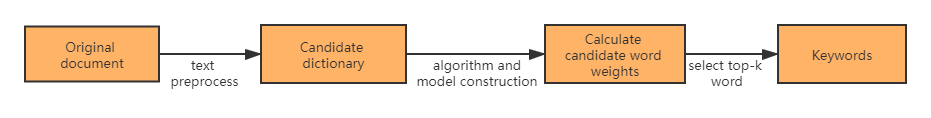 Original
document
text
preprocess
Candidate
dictionary
algorithm and
model construction
Calculate
candidate word
weights
select top-k
word
Keywords